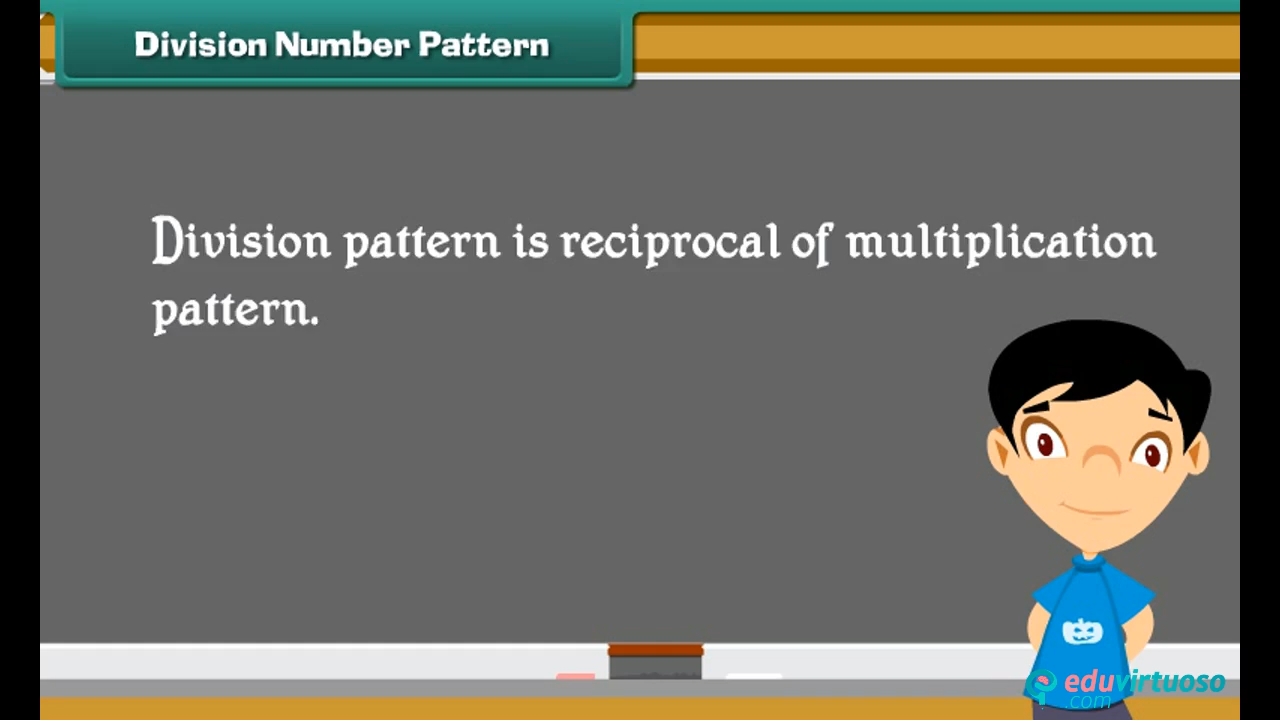 Division Number Pattern
Division pattern is reciprocal of multiplication
pattern.
eduvirtuoso
.com